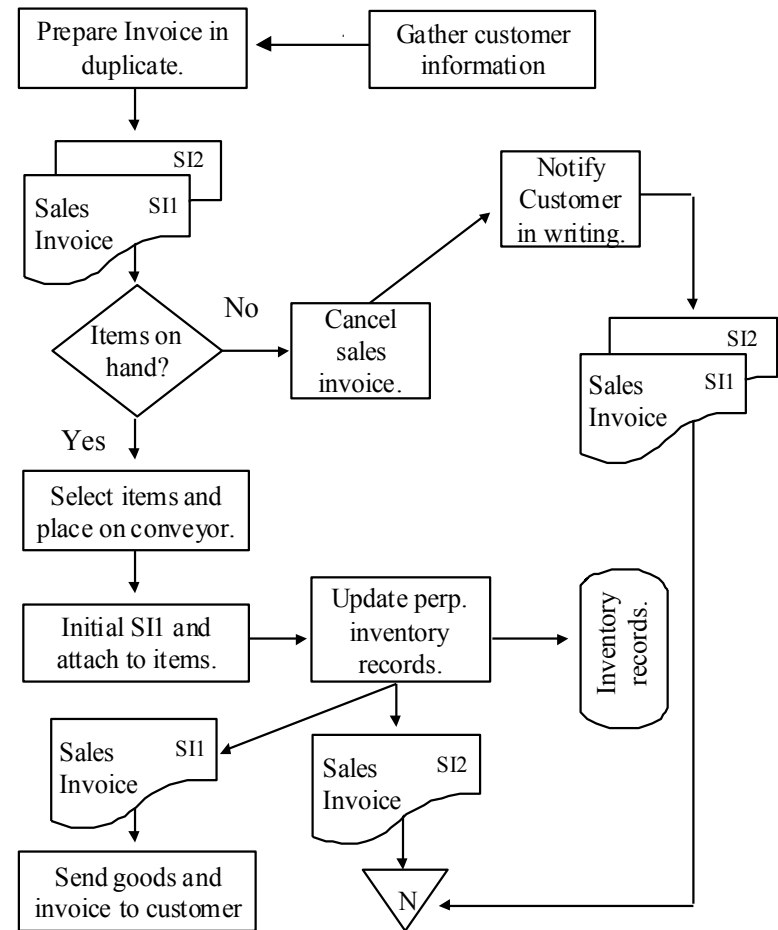 Prepare Invoice in
duplicate.
Gather customer
information
SI2
SI1
Sales
Invoice
Notify
Customer
in writing.
Items on
hand?
No
Cancel
sales
invoice.
SI2
SI1
Sales
Invoice
Yes
Select items and
place on conveyor.
Initial SI1 and
attach to items.
Update perp.
inventory
records.
Inventory
records.
Sales
Invoice
SI1
Sales
Invoice
SI2
Send goods and
invoice to customer
N